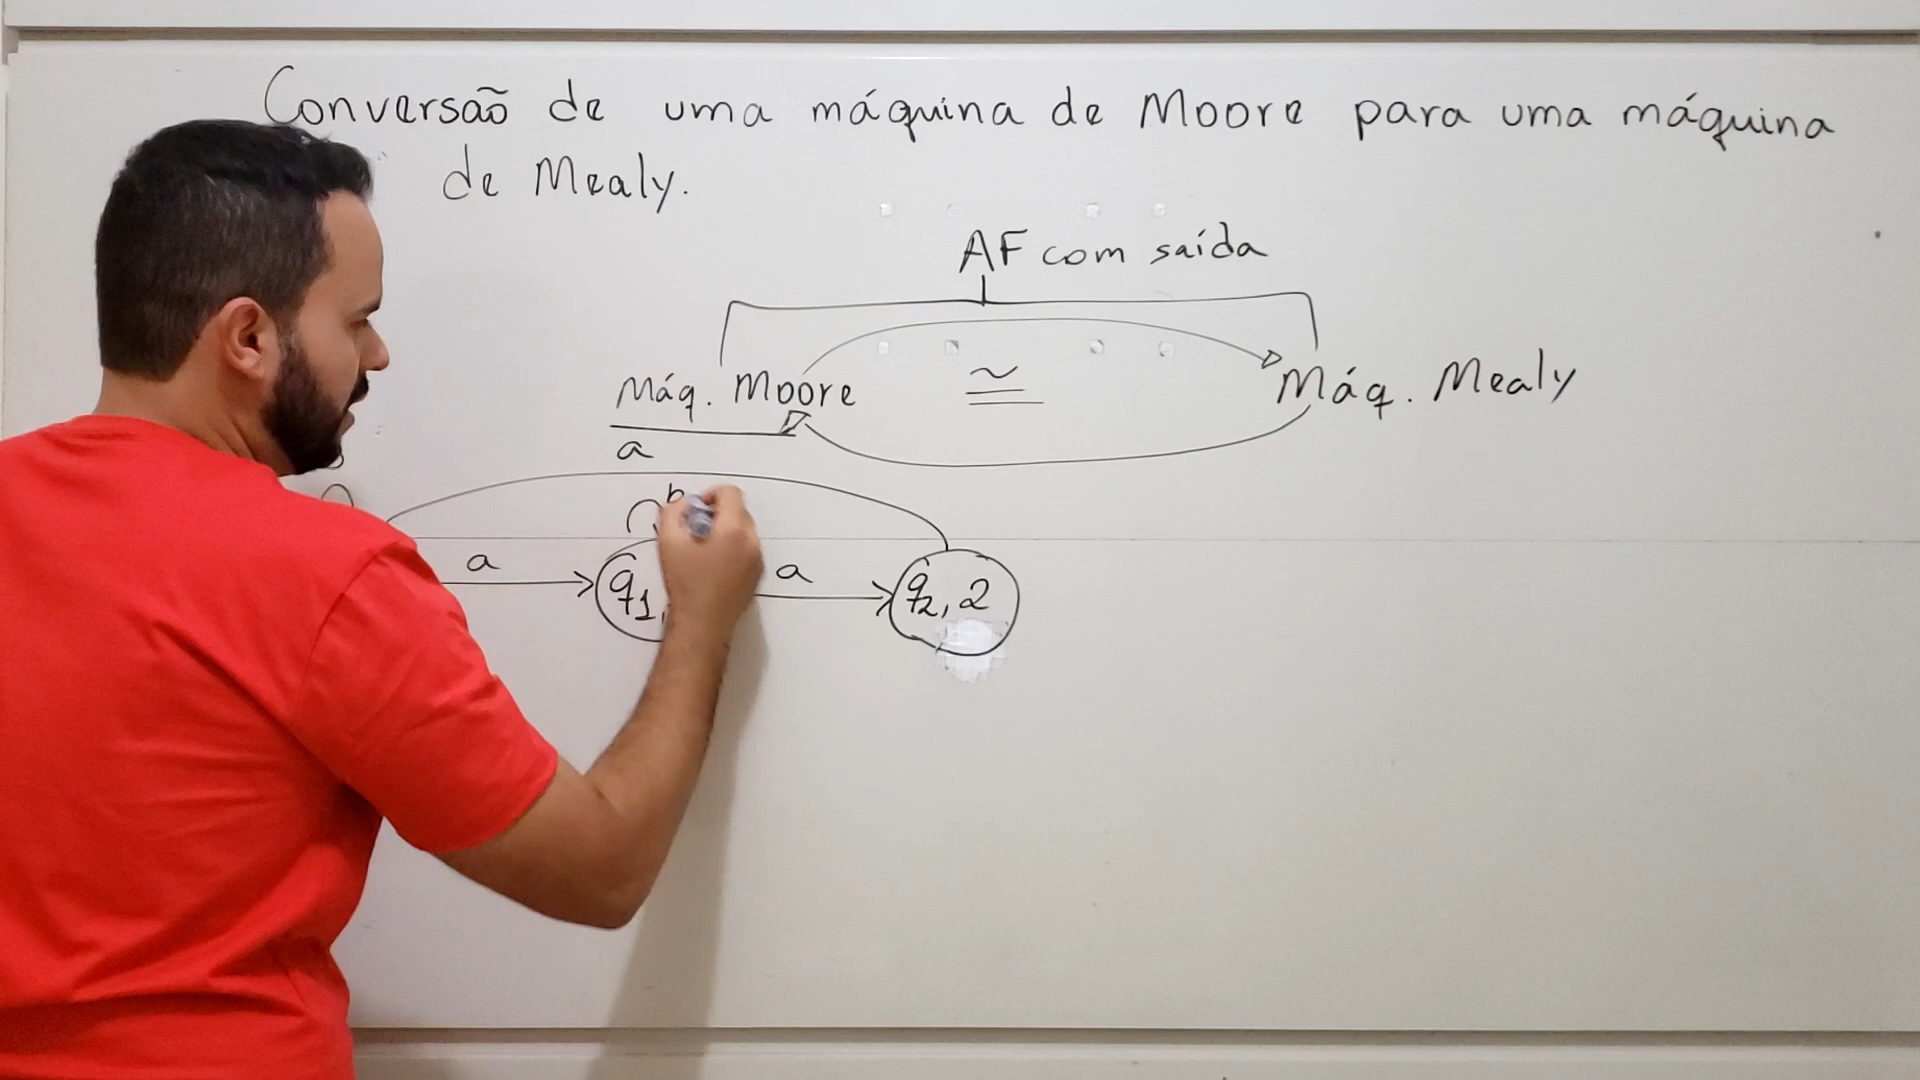 Conversão de uma máquina de Moore para uma máquina
de Mealy.
AF com saída
Máq. Moore ≅ Máq. Mealy
a
b
a q1, a q2, 2